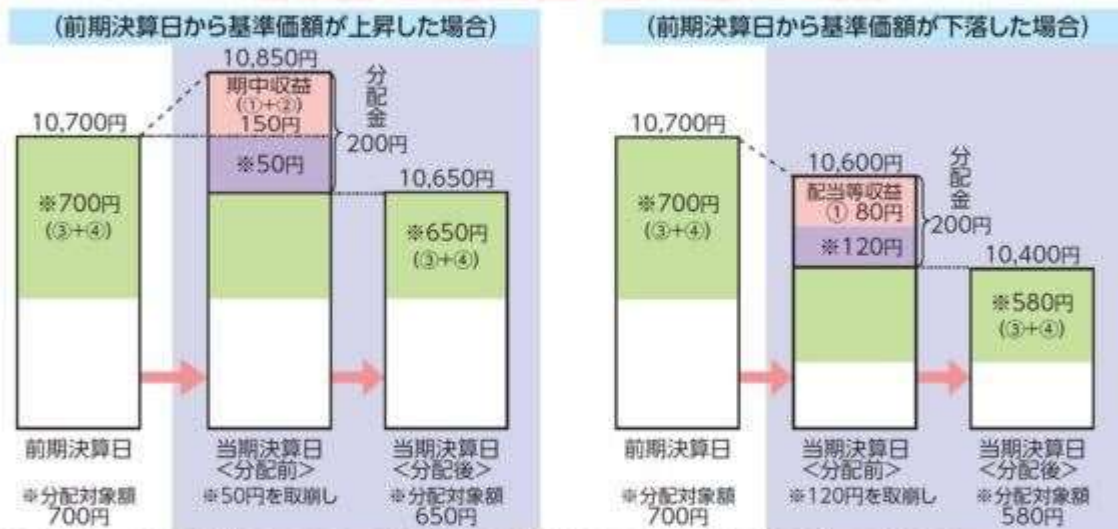 (前期決算日から基準価額が上昇した場合)
10,850円
期中収益
(①+②)
150円
※50円
分配金
200円
10,700円
※700円
(③+④)
10,650円
※650円
(③+④)
前期決算日
当期決算日
<分配前>
当期決算日
<分配後>
※分配対象額
700円
※50円を取崩し
※分配対象額
650円
(前期決算日から基準価額が下落した場合)
10,700円
※700円
(③+④)
10,600円
配当等収益
① 80円
※120円
分配金
200円
10,400円
※580円
(③+④)
前期決算日
当期決算日
<分配前>
当期決算日
<分配後>
※分配対象額
700円
※120円を取崩し
※分配対象額
580円